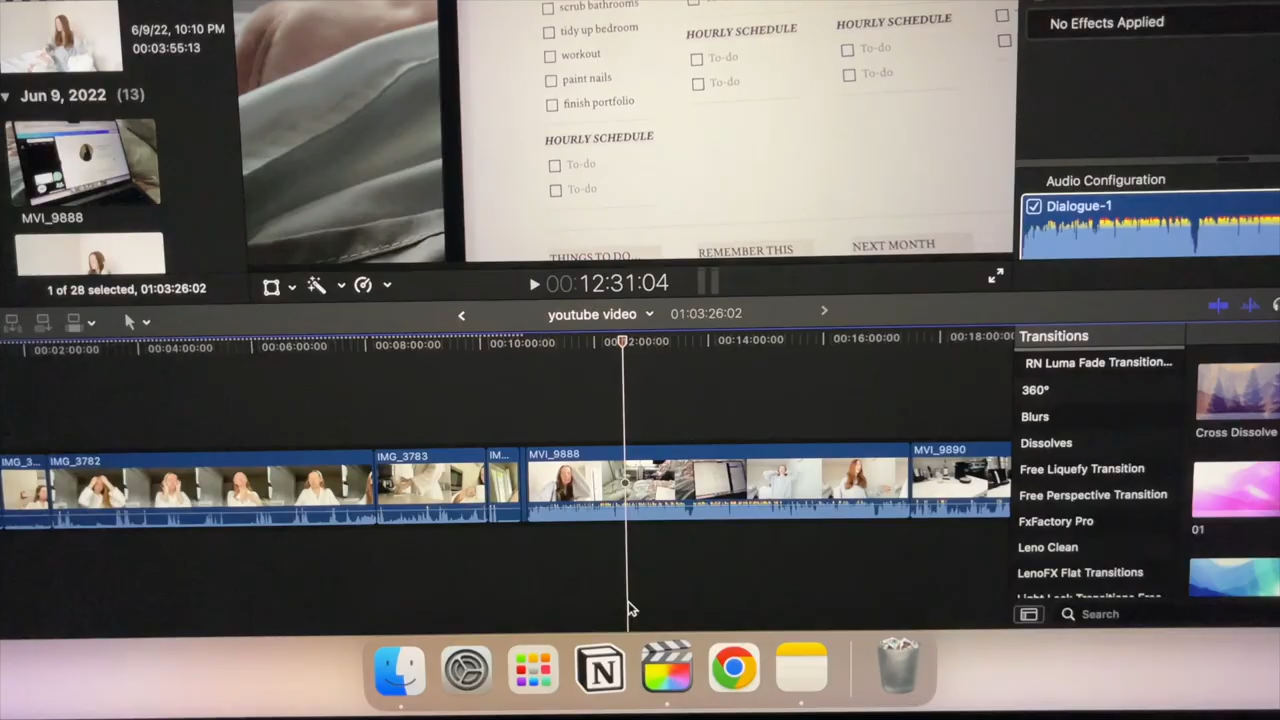 6/9/22, 10:10 PM
00:03:55:13
Jun 9, 2022 (13)
MVI_9888
1 of 28 selected, 01:03:26:02
scrub bathrooms
tidy up bedroom
workout
paint nails
finish portfolio
HOURLY SCHEDULE
To-do
To-do
HOURLY SCHEDULE
To-do
To-do
HOURLY SCHEDULE
To-do
To-do
THINGS TO DO...
REMEMBER THIS
NEXT MONTH
No Effects Applied
Audio Configuration
Dialogue-1
00:12:31:04
youtube video
01:03:26:02
00:02:00:00
00:04:00:00
00:06:00:00
00:08:00:00
00:10:00:00
00:12:00:00
00:14:00:00
00:16:00:00
00:18:00:00
IMG_3...
IMG_3782
IMG_3783
IM...
MVI_9888
MVI_9890
Transitions
RN Luma Fade Transition...
360°
Blurs
Dissolves
Free Liquefy Transition
Free Perspective Transition
FxFactory Pro
Leno Clean
LenoFX Flat Transitions
Cross Dissolve
01
Search
N